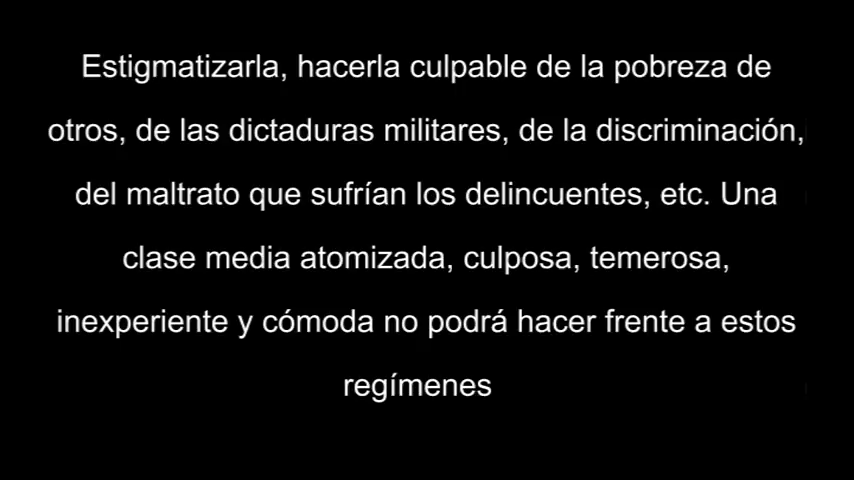 Estigmatizarla, hacerla culpable de la pobreza de
otros, de las dictaduras militares, de la discriminación,
del maltrato que sufrían los delincuentes, etc. Una
clase media atomizada, culposa, temerosa,
inexperiente y cómoda no podrá hacer frente a estos
regímenes